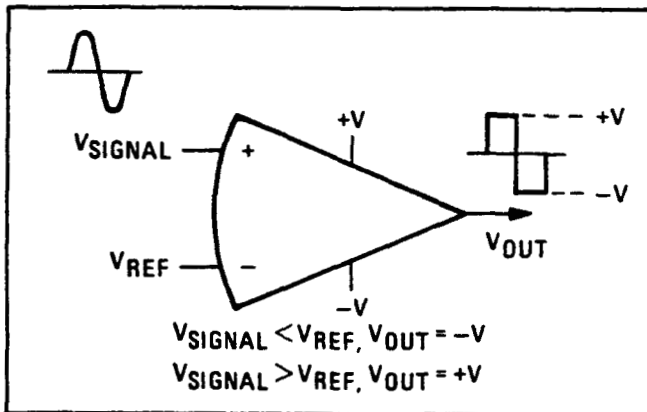 +V
+V
VSIGNAL
+
−V
VREF
−
VOUT
−V
VSIGNAL < VREF, VOUT = −V
VSIGNAL > VREF, VOUT = +V